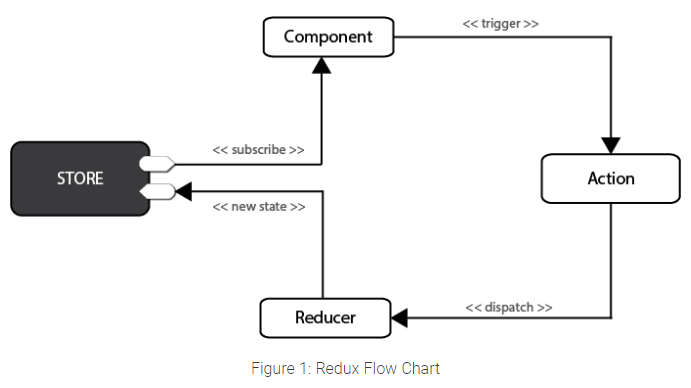 << trigger >>
Component
<< subscribe >>
STORE
Action
<< new state >>
<< dispatch >>
Reducer
Figure 1: Redux Flow Chart